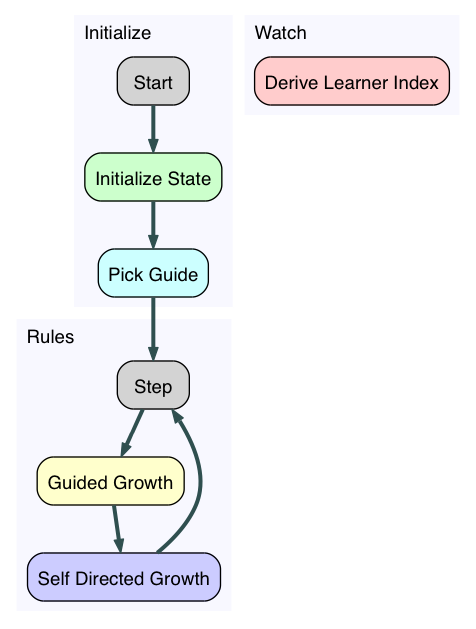 Initialize
Start
Initialize State
Pick Guide
Watch
Derive Learner Index
Rules
Step
Guided Growth
Self Directed Growth